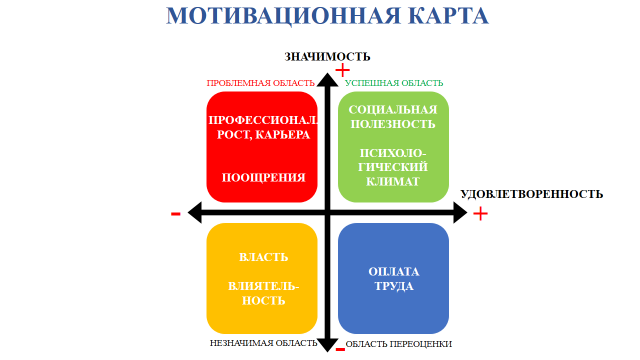 МОТИВАЦИОННАЯ КАРТА
ЗНАЧИМОСТЬ
+
ПРОБЛЕМНАЯ ОБЛАСТЬ
УСПЕШНАЯ ОБЛАСТЬ
ПРОФЕССИОНАЛ
РОСТ, КАРЬЕРА
ПООЩРЕНИЯ
СОЦИАЛЬНАЯ
ПОЛЕЗНОСТЬ
ПСИХОЛО-
ГИЧЕСКИЙ
КЛИМАТ
УДОВЛЕТВОРЕННОСТЬ
-
+
ВЛАСТЬ
ВЛИЯТЕЛЬ-
НОСТЬ
ОПЛАТА
ТРУДА
НЕЗНАЧИМАЯ ОБЛАСТЬ
-
ОБЛАСТЬ ПЕРЕОЦЕНКИ